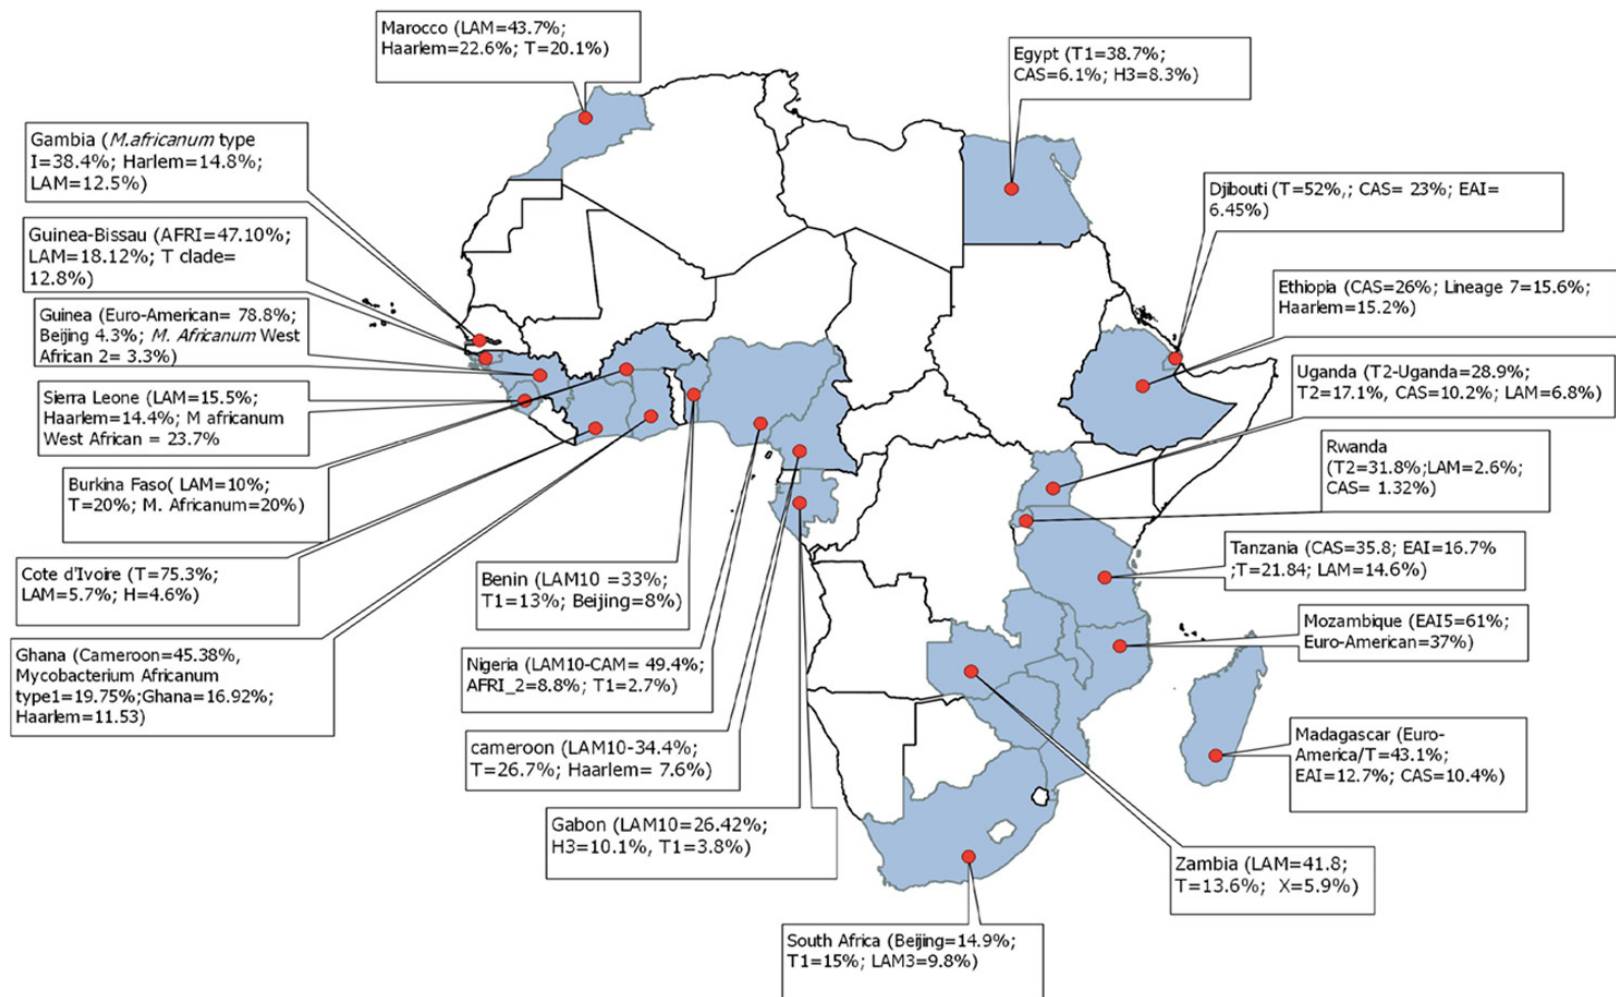 Marocco (LAM=43.7%;
Haarlem=22.6%; T=20.1%)
Egypt (T1=38.7%;
CAS=6.1%; H3=8.3%)
Gambia (M.africanum type
I=38.4%; Harlem=14.8%;
LAM=12.5%)
Djibouti (T=52%,; CAS= 23%; EAI=
6.45%)
Guinea-Bissau (AFRI=47.10%;
LAM=18.12%; T clade=
12.8%)
Ethiopia (CAS=26%; Lineage 7=15.6%;
Haarlem=15.2%)
Guinea (Euro-American= 78.8%;
Beijing 4.3%; M. Africanum West
African 2= 3.3%)
Uganda (T2-Uganda=28.9%;
T2=17.1%, CAS=10.2%; LAM=6.8%)
Sierra Leone (LAM=15.5%;
Haarlem=14.4%; M africanum
West African = 23.7%
Rwanda
(T2=31.8%;LAM=2.6%;
CAS= 1.32%)
Burkina Faso( LAM=10%;
T=20%; M. Africanum=20%)
Tanzania (CAS=35.8; EAI=16.7%
;T=21.84; LAM=14.6%)
Cote d'Ivoire (T=75.3%;
LAM=5.7%; H=4.6%)
Benin (LAM10 =33%;
T1=13%; Beijing=8%)
Mozambique (EAI5=61%;
Euro-American=37%)
Ghana (Cameroon=45.38%,
Mycobacterium Africanum
type1=19.75%;Ghana=16.92%;
Haarlem=11.53)
Nigeria (LAM10-CAM= 49.4%;
AFRI_2=8.8%; T1=2.7%)
cameroon (LAM10-34.4%;
T=26.7%; Haarlem= 7.6%)
Madagascar (Euro-
America/T=43.1%;
EAI=12.7%; CAS=10.4%)
Gabon (LAM10=26.42%;
H3=10.1%, T1=3.8%)
Zambia (LAM=41.8;
T=13.6%; X=5.9%)
South Africa (Beijing=14.9%;
T1=15%; LAM3=9.8%)